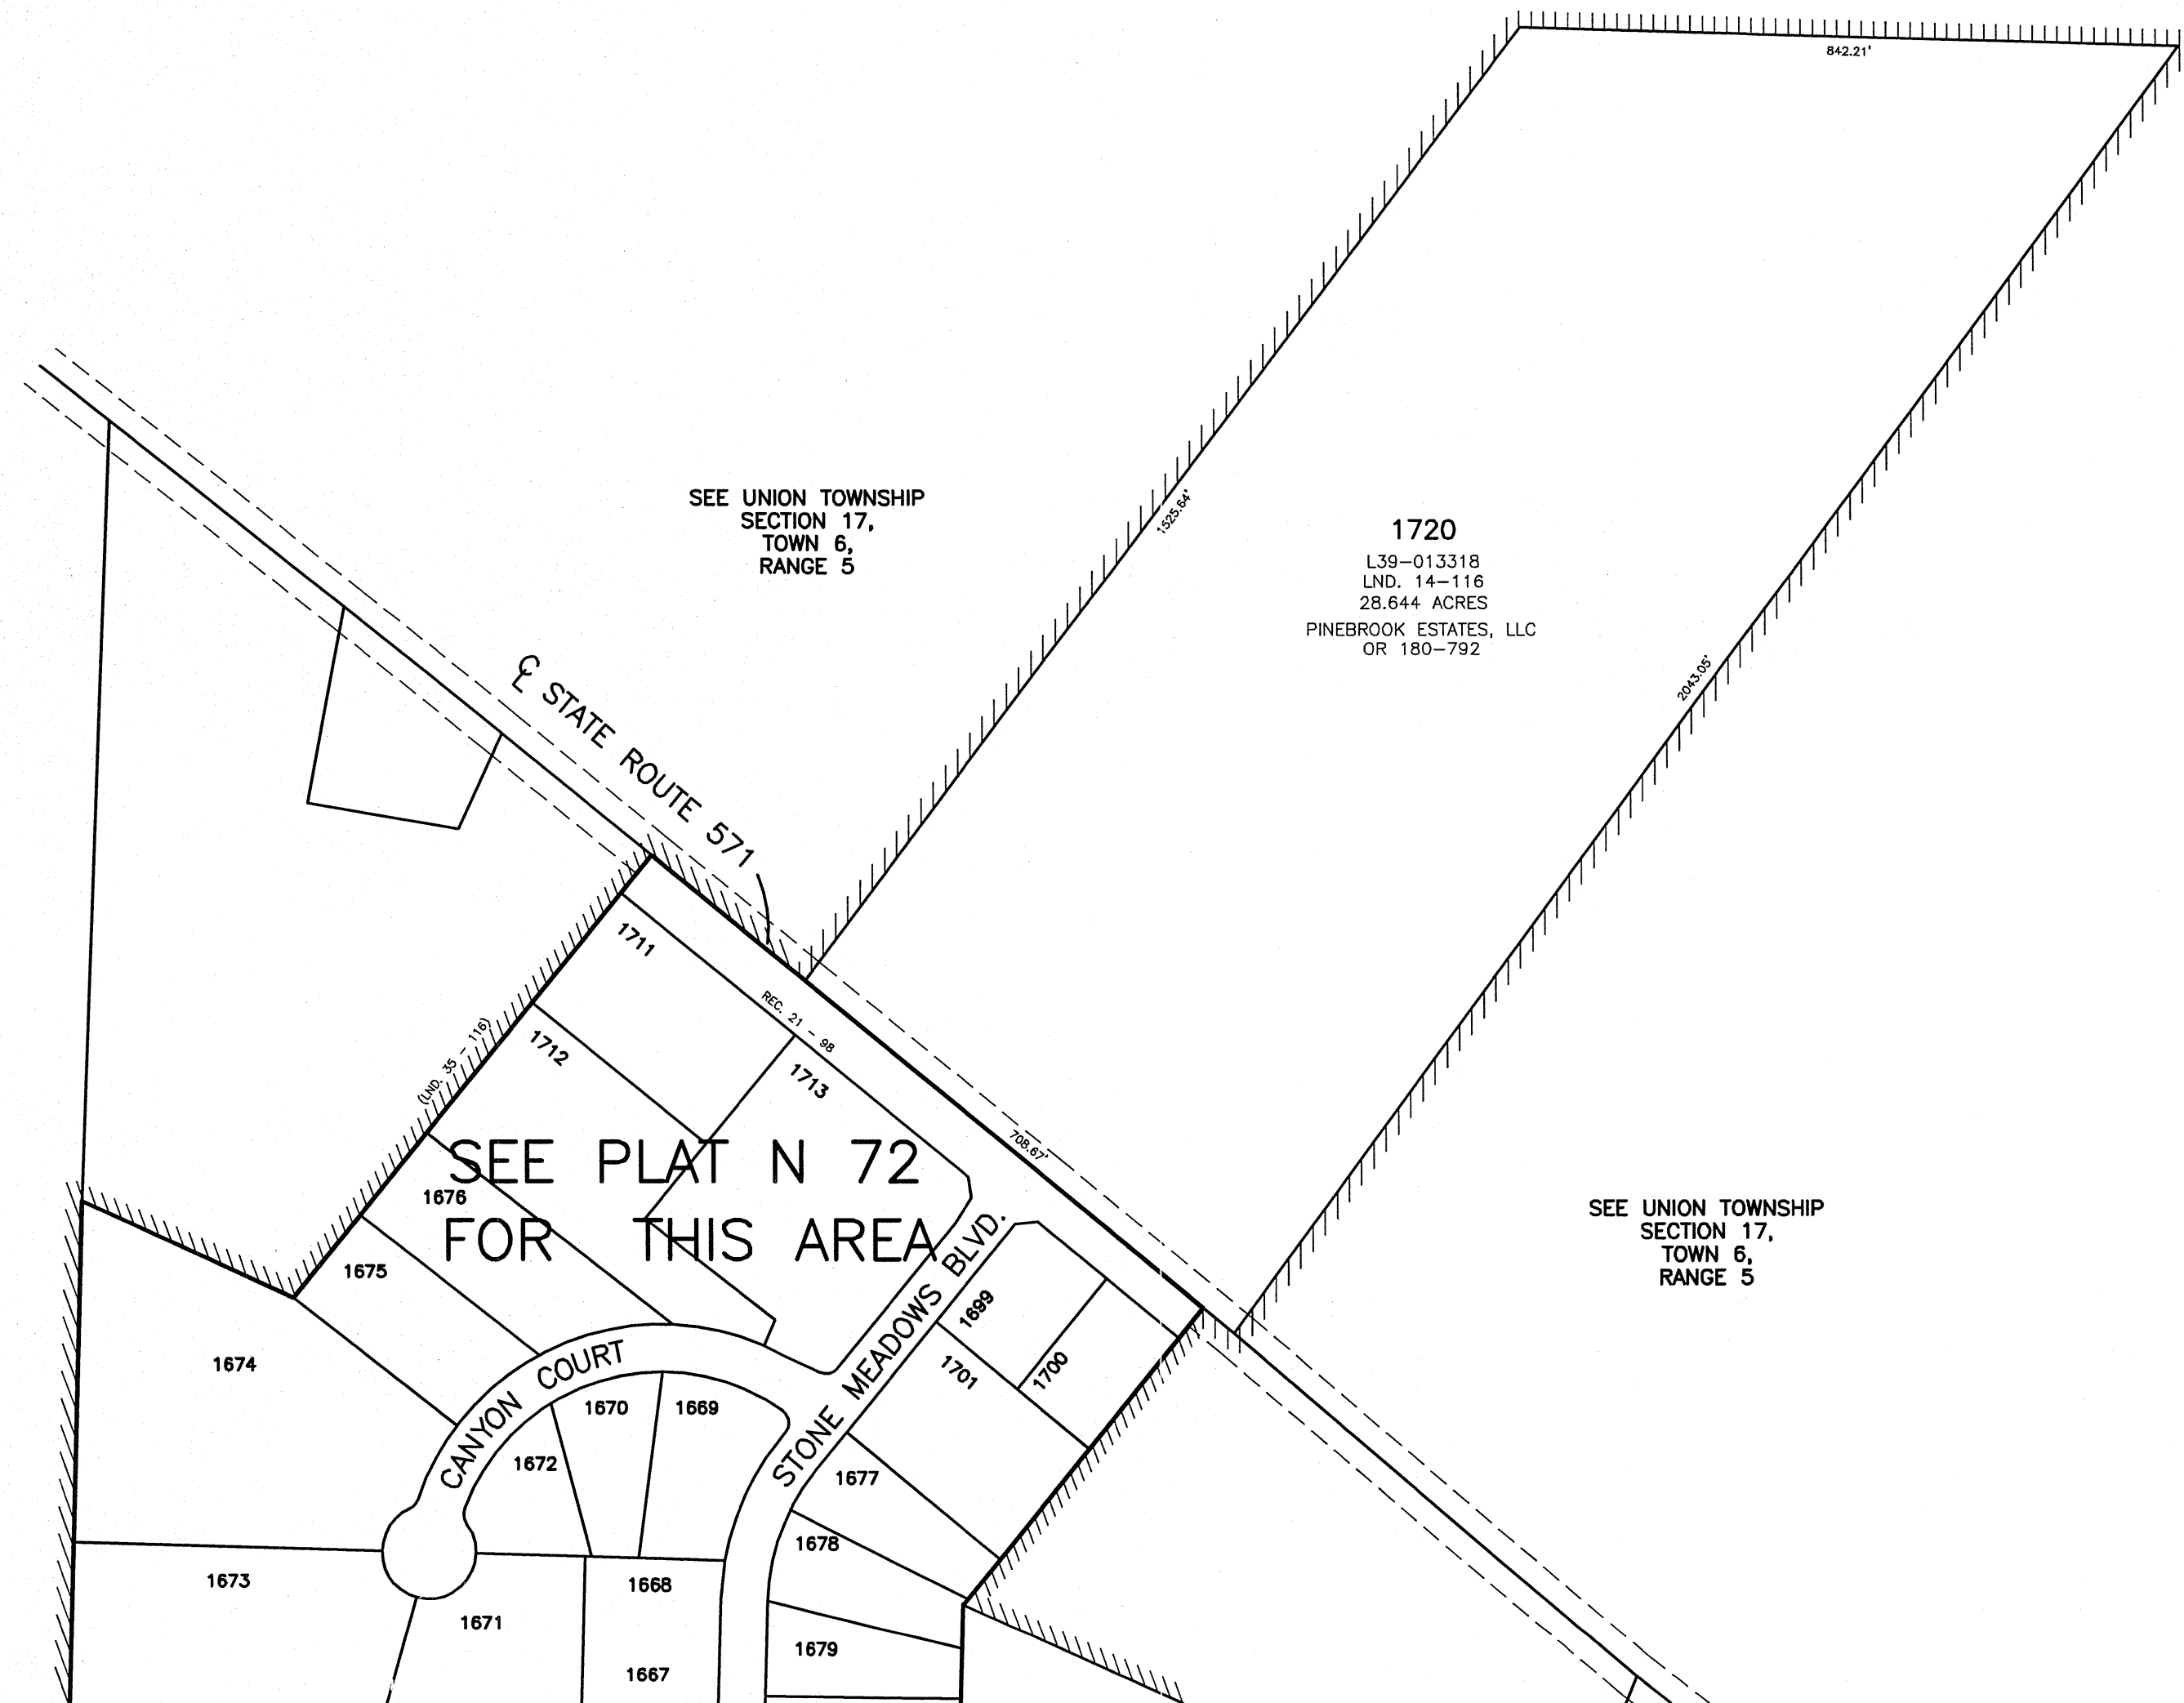 842.21'
SEE UNION TOWNSHIP
SECTION 17,
TOWN 6,
RANGE 5
1525.64'
1720
L39-013318
LND. 14-116
28.644 ACRES
PINEBROOK ESTATES, LLC
OR 180-792
2043.05'
℄ STATE ROUTE 571
1711
REC. 21 - 98
(LND. 35 - 116)
1712
1713
708.67'
SEE PLAT N 72
FOR THIS AREA
1676
1675
1674
SEE UNION TOWNSHIP
SECTION 17,
TOWN 6,
RANGE 5
STONE MEADOWS BLVD.
1699
1700
1701
CANYON COURT
1670
1669
1672
1677
1678
1673
1668
1671
1679
1667